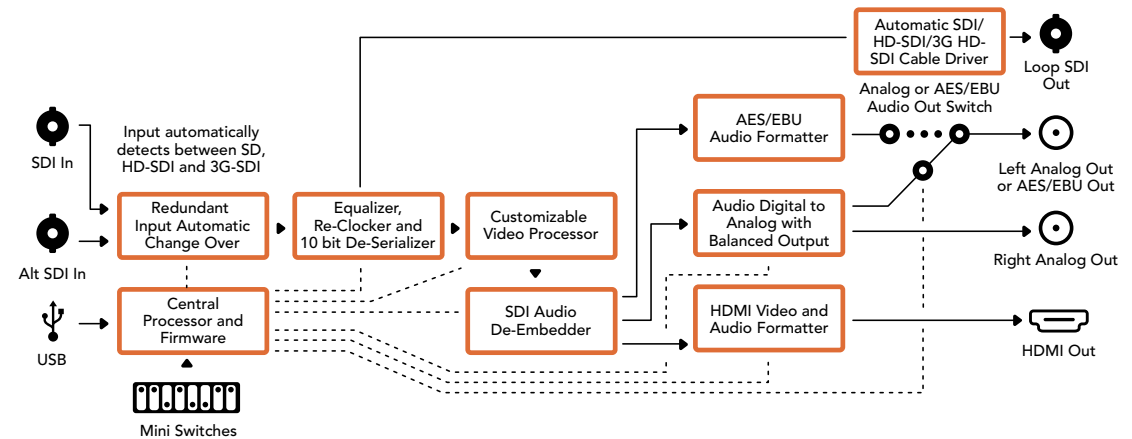 Automatic SDI/
HD-SDI/3G HD-
SDI Cable Driver
Loop SDI
Out
Analog or AES/EBU
Audio Out Switch
SDI In
Input automatically
detects between SD,
HD-SDI and 3G-SDI
AES/EBU
Audio Formatter
Left Analog Out
or AES/EBU Out
Alt SDI In
Redundant
Input Automatic
Change Over
Equalizer,
Re-Clocker and
10 bit De-Serializer
Customizable
Video Processor
Audio Digital to
Analog with
Balanced Output
Right Analog Out
USB
Central
Processor and
Firmware
SDI Audio
De-Embedder
HDMI Video and
Audio Formatter
HDMI Out
Mini Switches